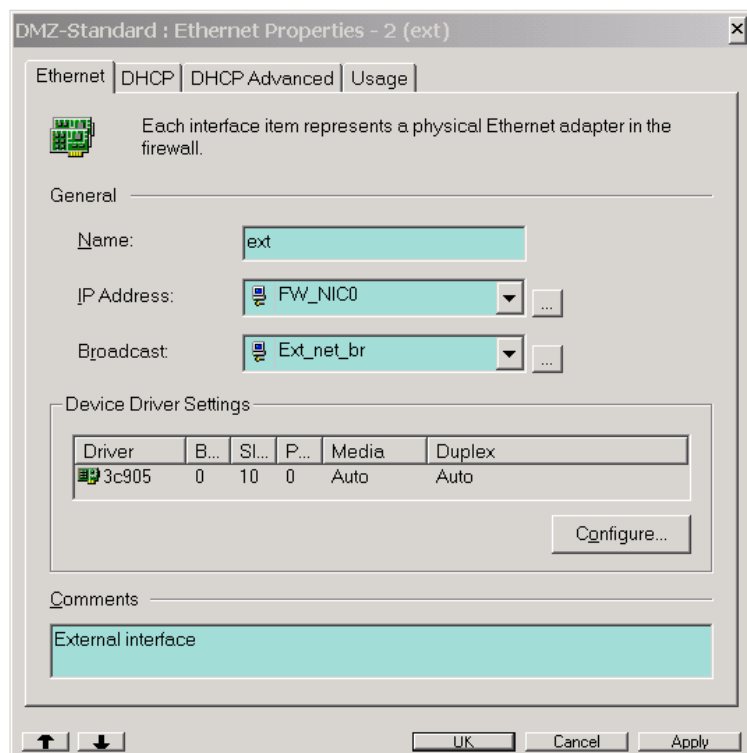 DMZ-Standard : Ethernet Properties - 2 (ext)
Ethernet DHCP DHCP Advanced Usage
Each interface item represents a physical Ethernet adapter in the
firewall.
General
Name: ext
IP Address: FW_NIC0 ...
Broadcast: Ext_net_br ...
Device Driver Settings
Driver B... Sl... P... Media Duplex
3c905 0 10 0 Auto Auto
Configure...
Comments
External interface
UK Cancel Apply